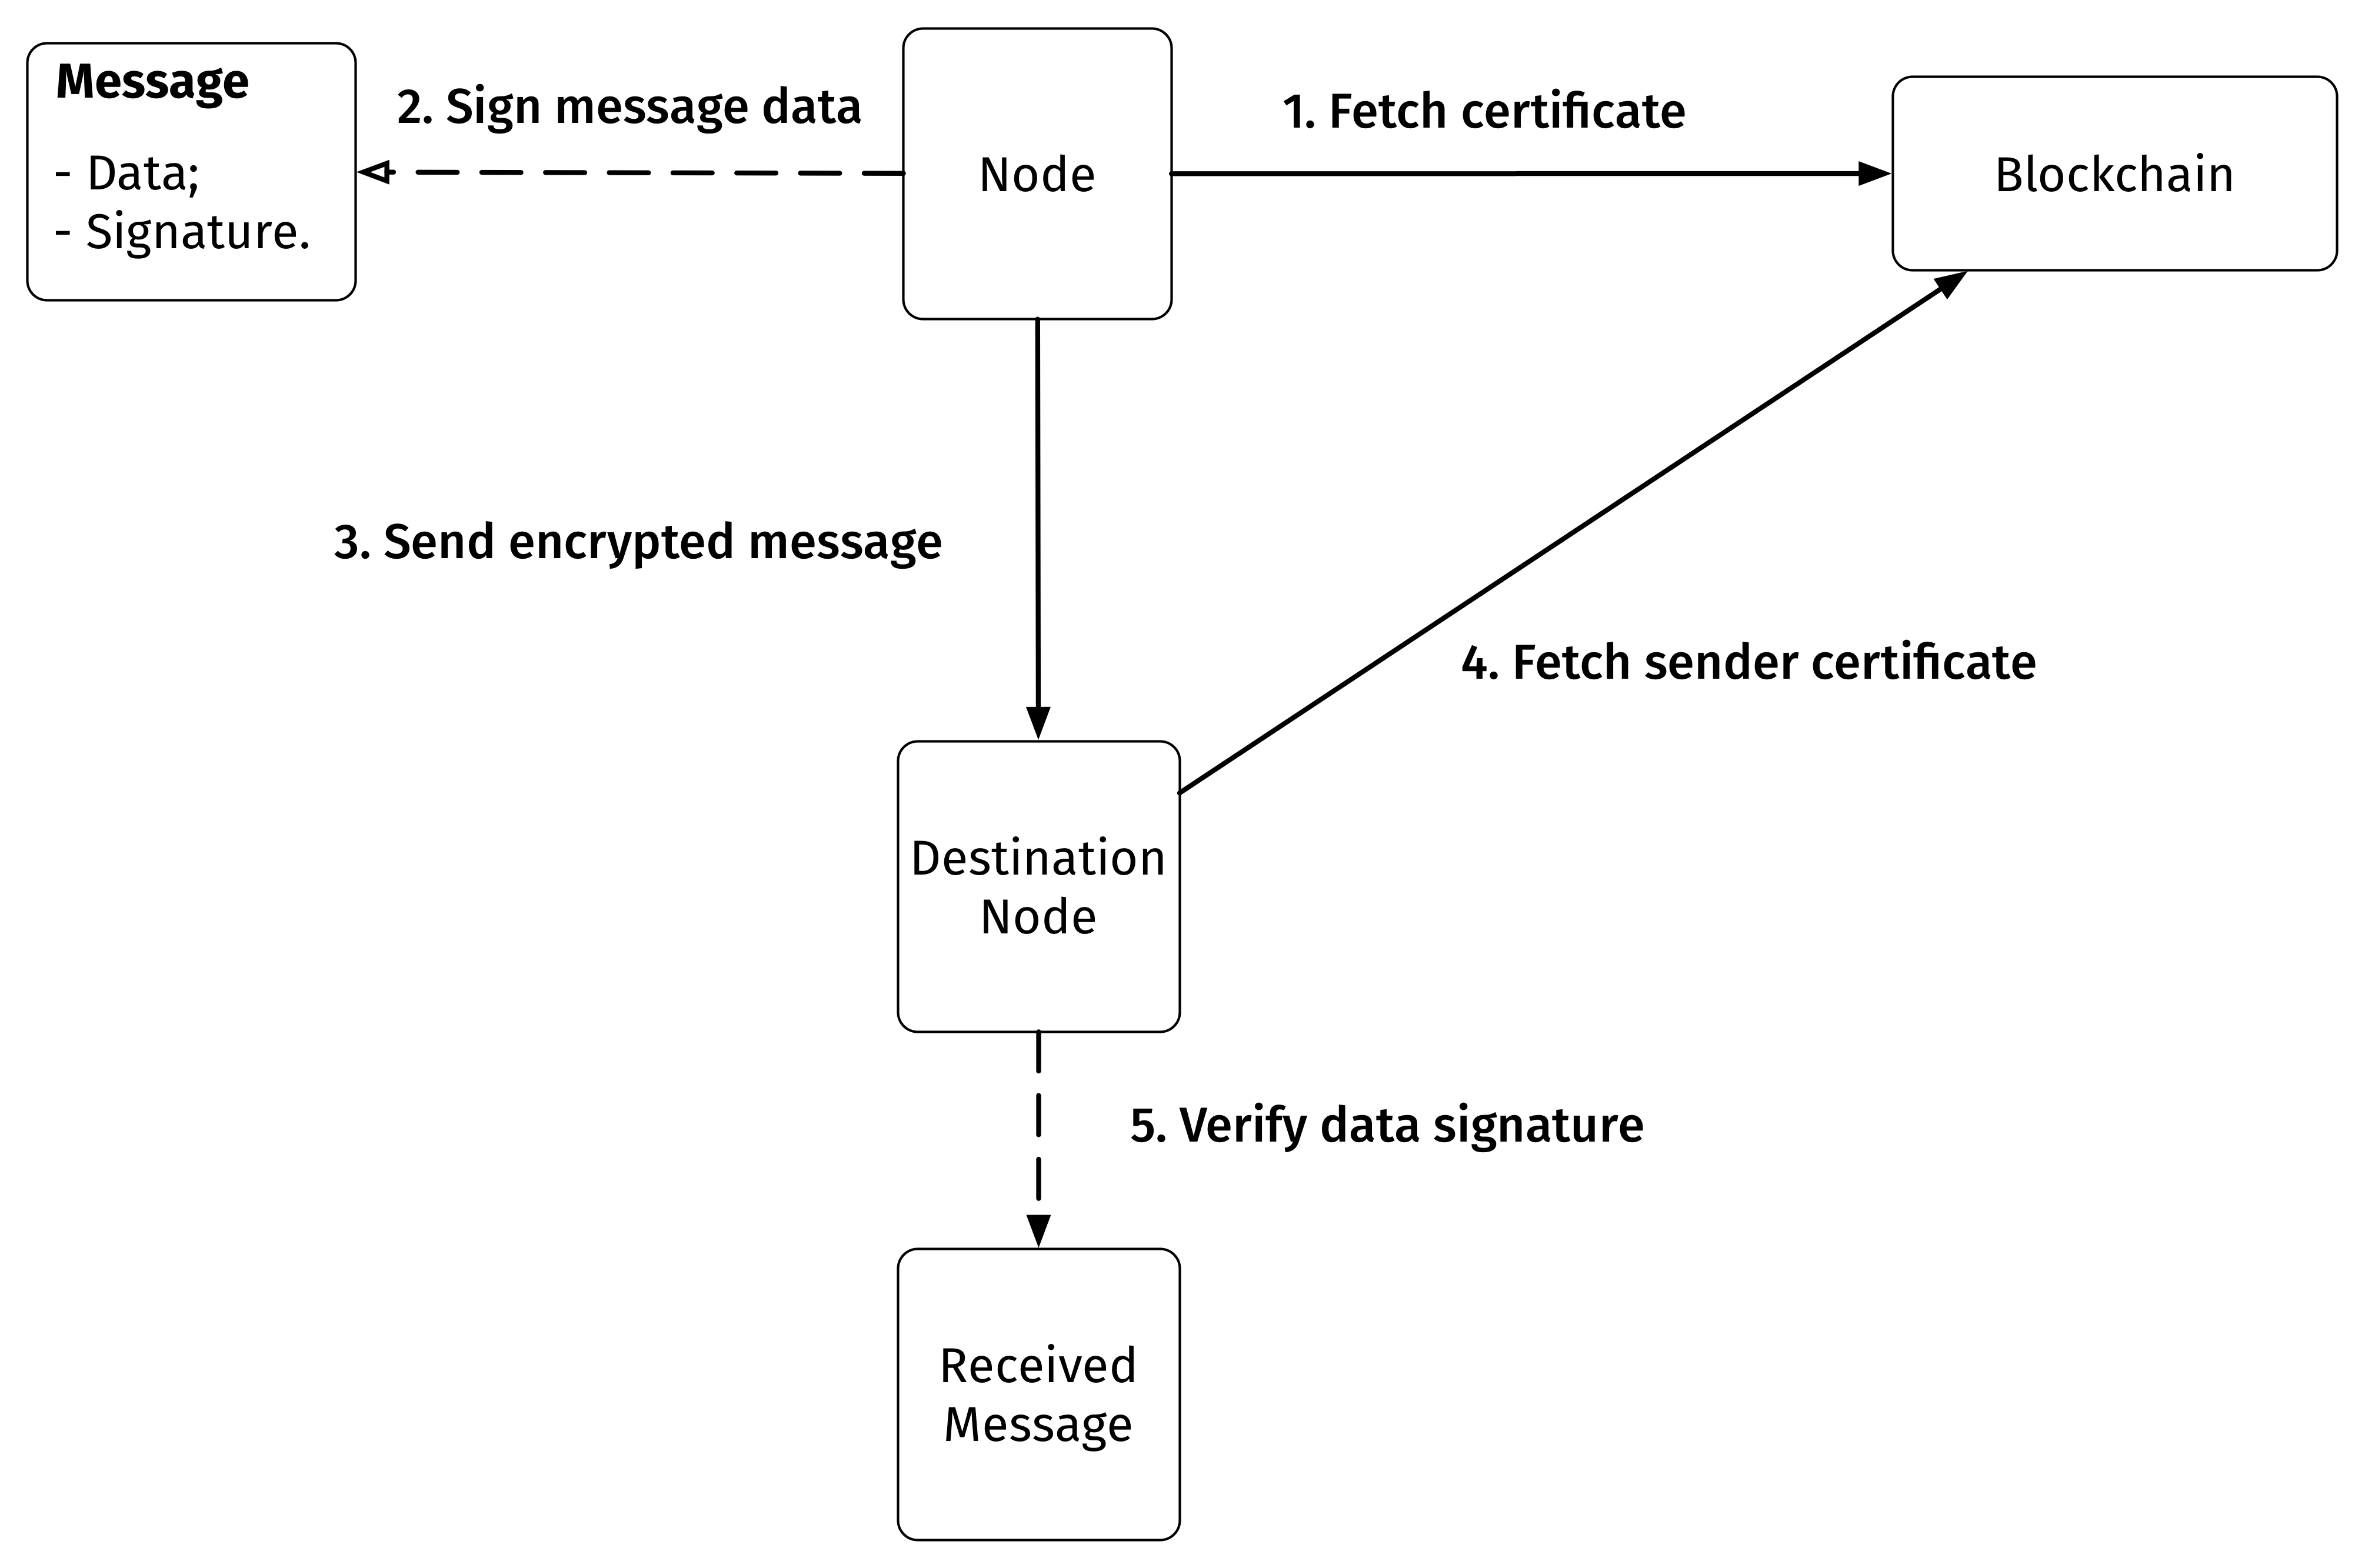 Message
- Data;
- Signature.
2. Sign message data
Node
1. Fetch certificate
Blockchain
3. Send encrypted message
4. Fetch sender certificate
Destination
Node
5. Verify data signature
Received
Message